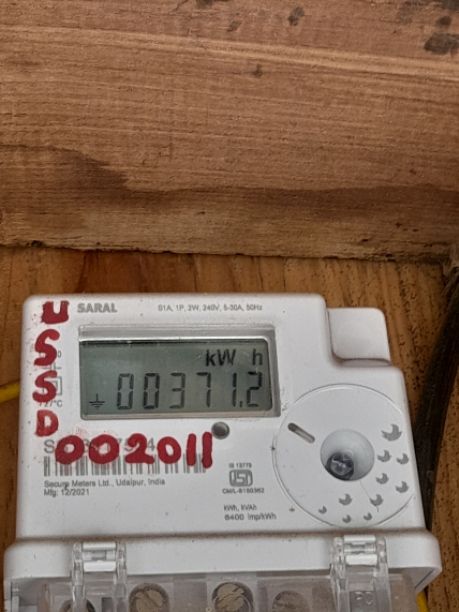 SARAL S1A, 1P, 2W, 240V, 5-30A, 50Hz
USSD
kW h
00371.2
002011
IS 13779
Secure Meters Ltd., Udaipur, India
Mfg: 12/2021
kWh, kVAh
6400 imp/kWh